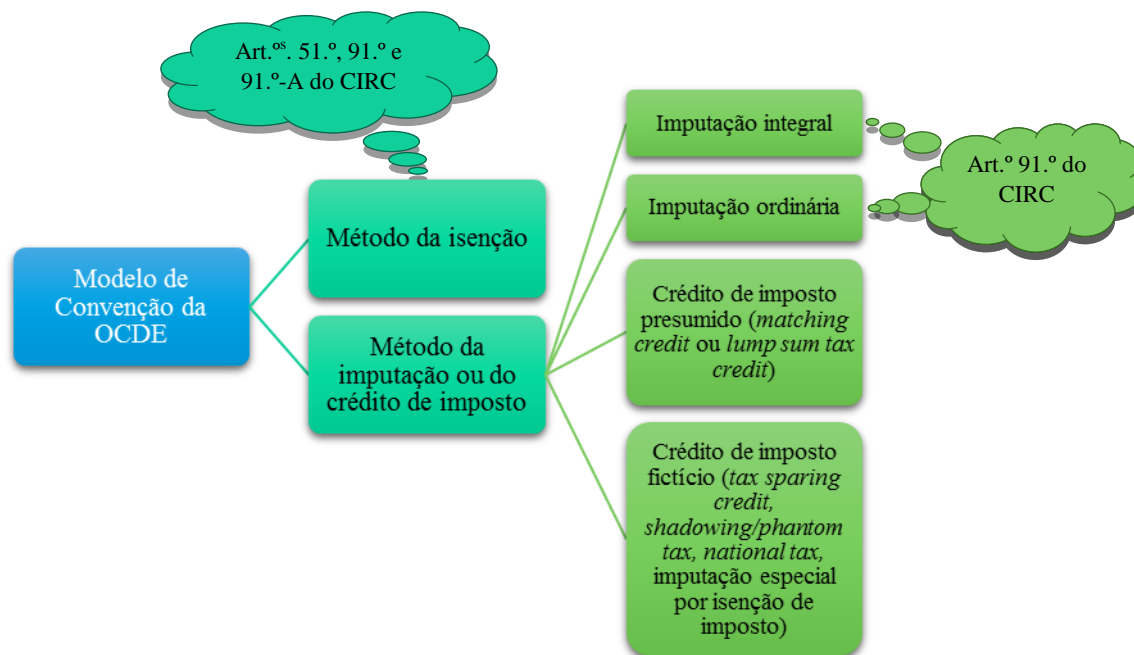 Art.ºˢ. 51.º, 91.º e
91.º-A do CIRC
Modelo de
Convenção da
OCDE
Método da isenção
Método da
imputação ou do
crédito de imposto
Imputação integral
Imputação ordinária
Art.º 91.º do
CIRC
Crédito de imposto
presumido (matching
credit ou lump sum tax
credit)
Crédito de imposto
fictício (tax sparing
credit,
shadowing/phantom
tax, national tax,
imputação especial
por isenção de
imposto)